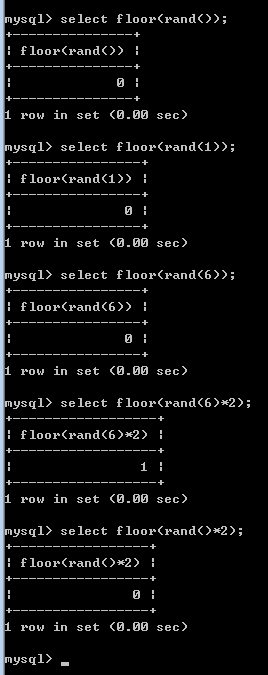 mysql> select floor(rand());
+---------------+
| floor(rand()) |
+---------------+
|             0 |
+---------------+
1 row in set (0.00 sec)
mysql> select floor(rand(1));
+----------------+
| floor(rand(1)) |
+----------------+
|              0 |
+----------------+
1 row in set (0.00 sec)
mysql> select floor(rand(6));
+----------------+
| floor(rand(6)) |
+----------------+
|              0 |
+----------------+
1 row in set (0.00 sec)
mysql> select floor(rand(6)*2);
+------------------+
| floor(rand(6)*2) |
+------------------+
|                1 |
+------------------+
1 row in set (0.00 sec)
mysql> select floor(rand()*2);
+-----------------+
| floor(rand()*2) |
+-----------------+
|               0 |
+-----------------+
1 row in set (0.00 sec)
mysql> _